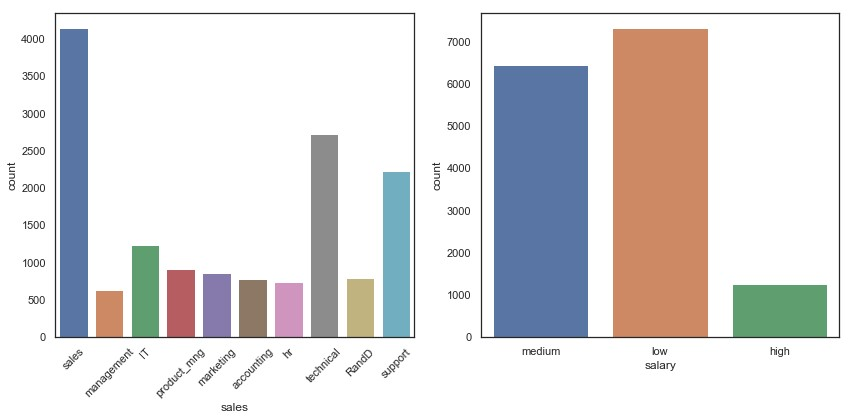 4000
3500
3000
2500
2000
1500
1000
500
0
count
sales
management
IT
product_mng
marketing
accounting
hr
technical
RandD
support
sales
7000
6000
5000
4000
3000
2000
1000
0
count
medium
low
high
salary